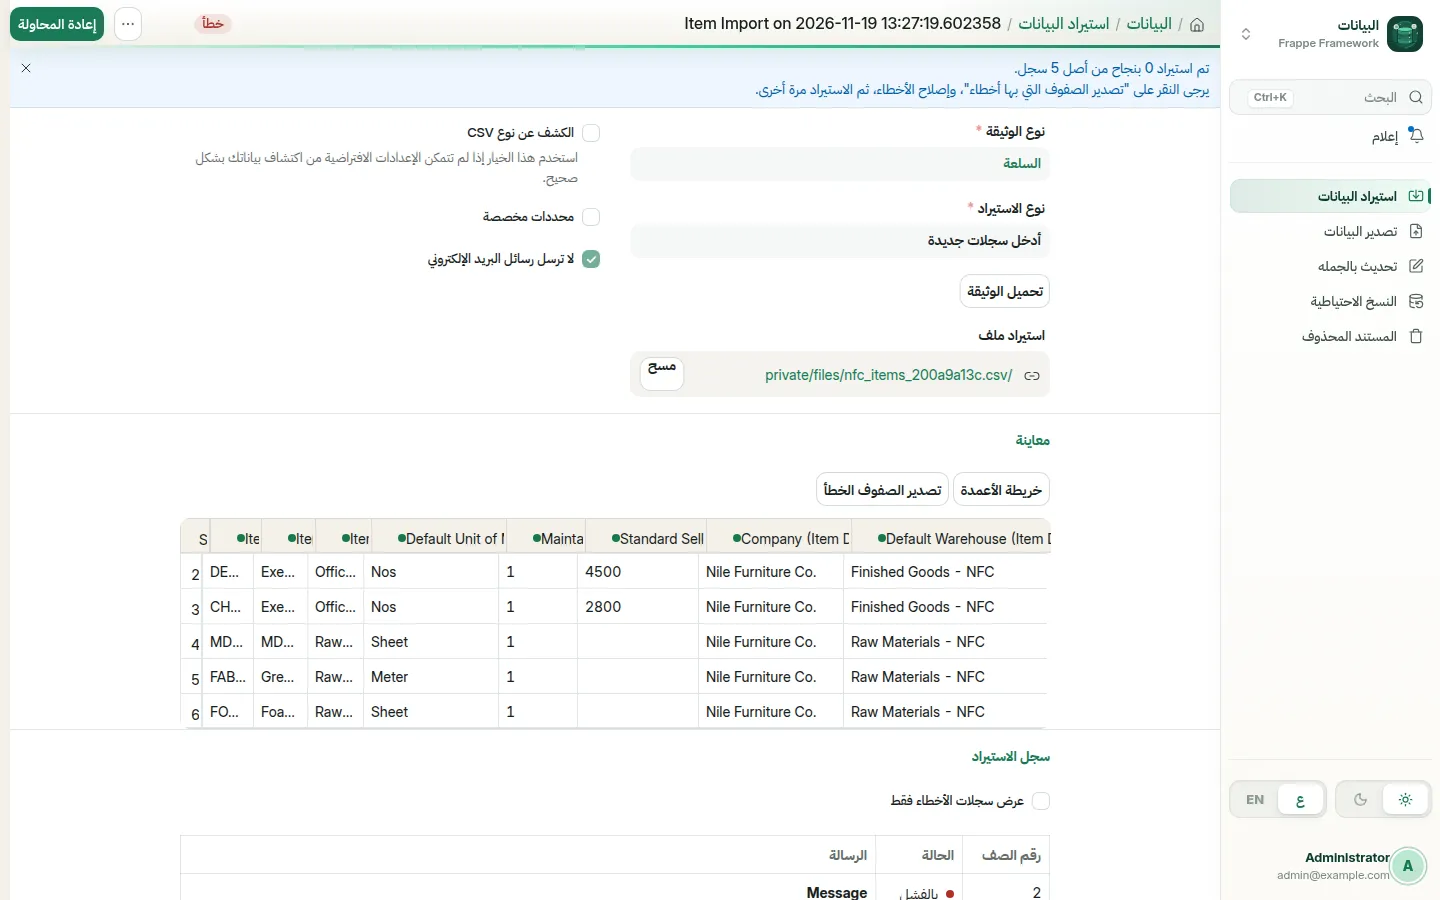 البيانات
Frappe Framework
البحث
Ctrl+K
إعلام
استيراد البيانات
تصدير البيانات
تحديث بالجمله
النسخ الاحتياطية
المستند المحذوف
ع
EN
Administrator
admin@example.com
A
البيانات / استيراد البيانات / Item Import on 2026-11-19 13:27:19.602358
خطأ
...
إعادة المحاولة
تم استيراد 0 بنجاح من أصل 5 سجل.
يرجى النقر على "تصدير الصفوف التي بها أخطاء"، وإصلاح الأخطاء، ثم الاستيراد مرة أخرى.
نوع الوثيقة *
السلعة
نوع الاستيراد *
أدخل سجلات جديدة
تحميل الوثيقة
استيراد ملف
private/files/nfc_items_200a9a13c.csv/
مسح
الكشف عن نوع CSV
استخدم هذا الخيار إذا لم تتمكن الإعدادات الافتراضية من اكتشاف بياناتك بشكل
صحيح.
محددات مخصصة
لا ترسل رسائل البريد الإلكتروني
معاينة
خريطة الأعمدة
تصدير الصفوف الخطأ
S Ite Ite Iter Default Unit of Mainta Standard Sell Company (Item D Default Warehouse (Item D
2 DE... Exe... Offic... Nos 1 4500 Nile Furniture Co. Finished Goods - NFC
3 CH... Exe... Offic... Nos 1 2800 Nile Furniture Co. Finished Goods - NFC
4 MD... MD... Raw... Sheet 1 Nile Furniture Co. Raw Materials - NFC
5 FAB... Gre... Raw... Meter 1 Nile Furniture Co. Raw Materials - NFC
6 FO... Foa... Raw... Sheet 1 Nile Furniture Co. Raw Materials - NFC
سجل الاستيراد
عرض سجلات الأخطاء فقط
رقم الصف الحالة الرسالة
2 بالفشل Message